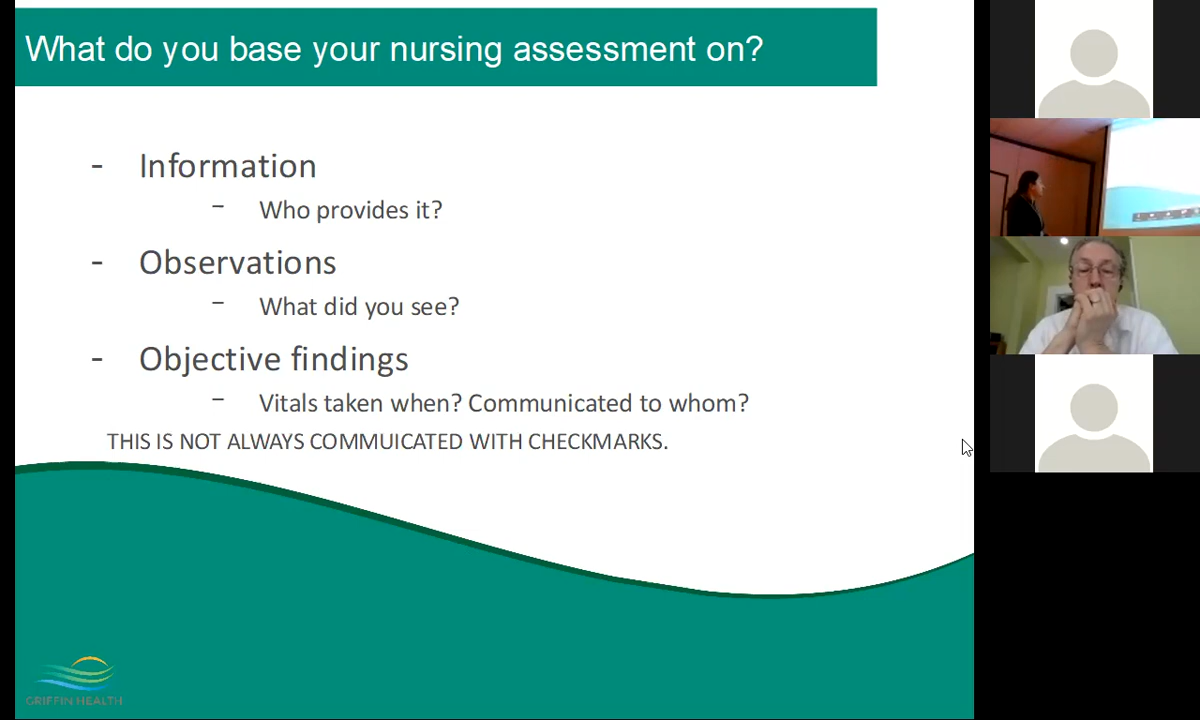 What do you base your nursing assessment on?
- Information
– Who provides it?
- Observations
– What did you see?
- Objective findings
– Vitals taken when? Communicated to whom?
THIS IS NOT ALWAYS COMMUICATED WITH CHECKMARKS.
GRIFFIN HEALTH